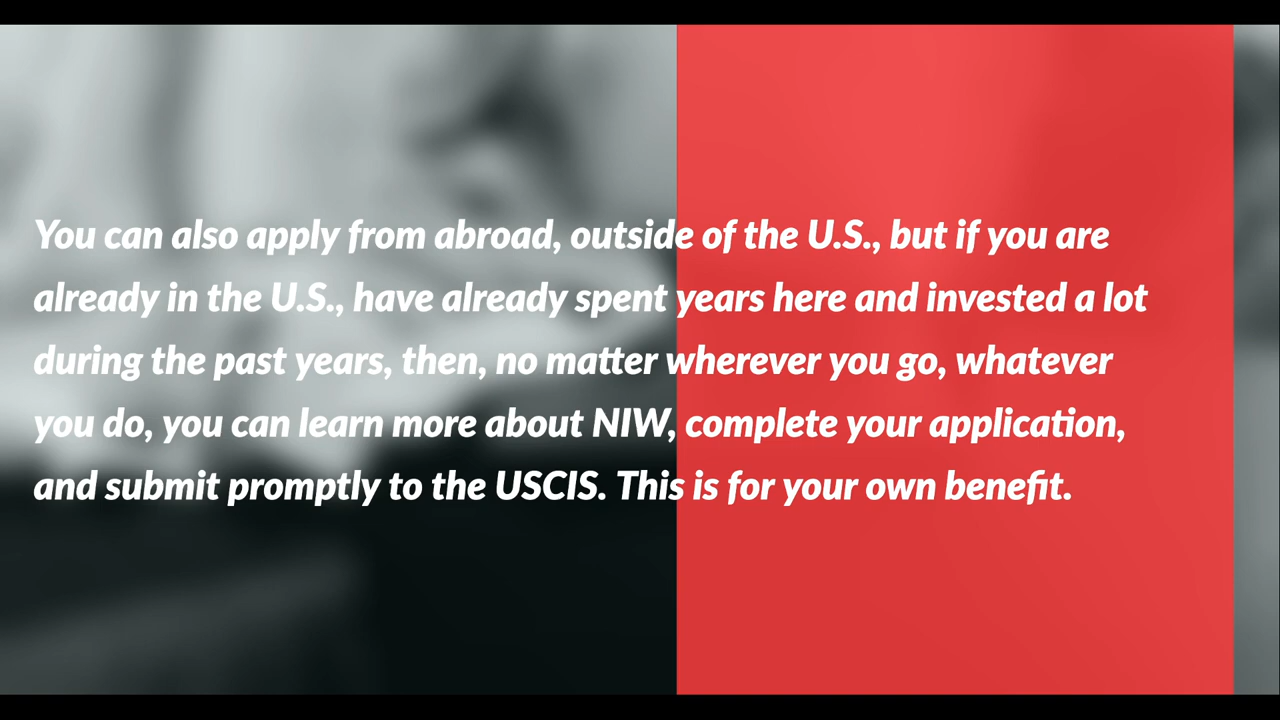 You can also apply from abroad, outside of the U.S., but if you are
already in the U.S., have already spent years here and invested a lot
during the past years, then, no matter wherever you go, whatever
you do, you can learn more about NIW, complete your application,
and submit promptly to the USCIS. This is for your own benefit.